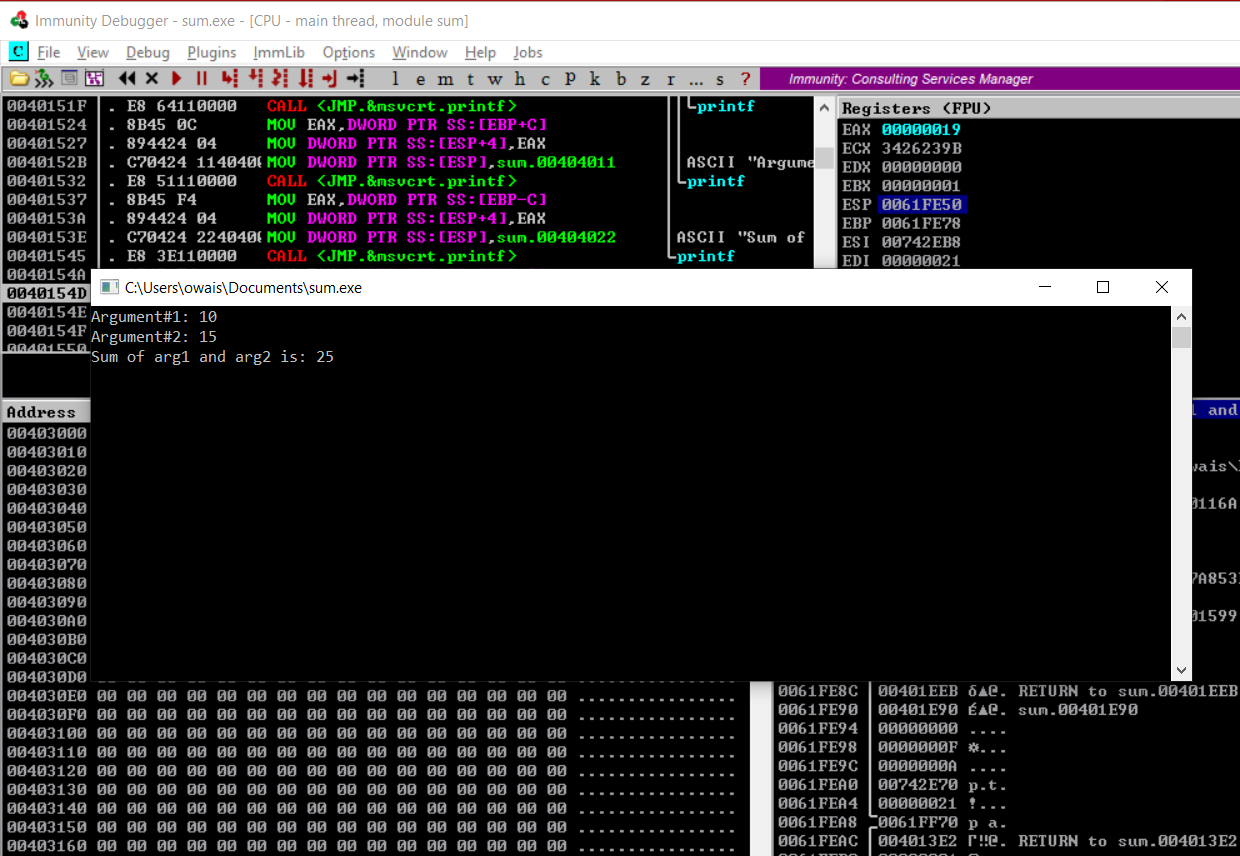 Immunity Debugger - sum.exe - [CPU - main thread, module sum]
C File View Debug Plugins ImmLib Options Window Help Jobs
l e m t w h c P k b z r ... s ? Immunity: Consulting Services Manager
0040151F . E8 64110000 CALL <JMP.&msvcrt.printf> printf
00401524 . 8B45 0C MOV EAX,DWORD PTR SS:[EBP+C]
00401527 . 894424 04 MOV DWORD PTR SS:[ESP+4],EAX
0040152B . C70424 1140400 MOV DWORD PTR SS:[ESP],sum.00404011 ASCII "Argume
00401532 . E8 51110000 CALL <JMP.&msvcrt.printf> printf
00401537 . 8B45 F4 MOV EAX,DWORD PTR SS:[EBP-C]
0040153A . 894424 04 MOV DWORD PTR SS:[ESP+4],EAX
0040153E . C70424 2240400 MOV DWORD PTR SS:[ESP],sum.00404022 ASCII "Sum of
00401545 . E8 3E110000 CALL <JMP.&msvcrt.printf> printf
0040154A
0040154D
0040154E
0040154F
00401550
Registers (FPU)
EAX 00000019
ECX 3426239B
EDX 00000000
EBX 00000001
ESP 0061FE50
EBP 0061FE78
ESI 00742EB8
EDI 00000021
C:\Users\owais\Documents\sum.exe
Argument#1: 10
Argument#2: 15
Sum of arg1 and arg2 is: 25
and
wais\
0116A
7A853
01599
Address
00403000
00403010
00403020
00403030
00403040
00403050
00403060
00403070
00403080
00403090
004030A0
004030B0
004030C0
004030D0
004030E0 00 00 00 00 00 00 00 00 00 00 00 00 00 00 00 00 ................
004030F0 00 00 00 00 00 00 00 00 00 00 00 00 00 00 00 00 ................
00403100 00 00 00 00 00 00 00 00 00 00 00 00 00 00 00 00 ................
00403110 00 00 00 00 00 00 00 00 00 00 00 00 00 00 00 00 ................
00403120 00 00 00 00 00 00 00 00 00 00 00 00 00 00 00 00 ................
00403130 00 00 00 00 00 00 00 00 00 00 00 00 00 00 00 00 ................
00403140 00 00 00 00 00 00 00 00 00 00 00 00 00 00 00 00 ................
00403150 00 00 00 00 00 00 00 00 00 00 00 00 00 00 00 00 ................
00403160 00 00 00 00 00 00 00 00 00 00 00 00 00 00 00 00 ................
0061FE8C 00401EEB δ▲@. RETURN to sum.00401EEB
0061FE90 00401E90 É▲@. sum.00401E90
0061FE94 00000000 ....
0061FE98 0000000F ☼...
0061FE9C 0000000A ....
0061FEA0 00742E70 p.t.
0061FEA4 00000021 !...
0061FEA8 0061FF70 p a.
0061FEAC 004013E2 Γ‼@. RETURN to sum.004013E2